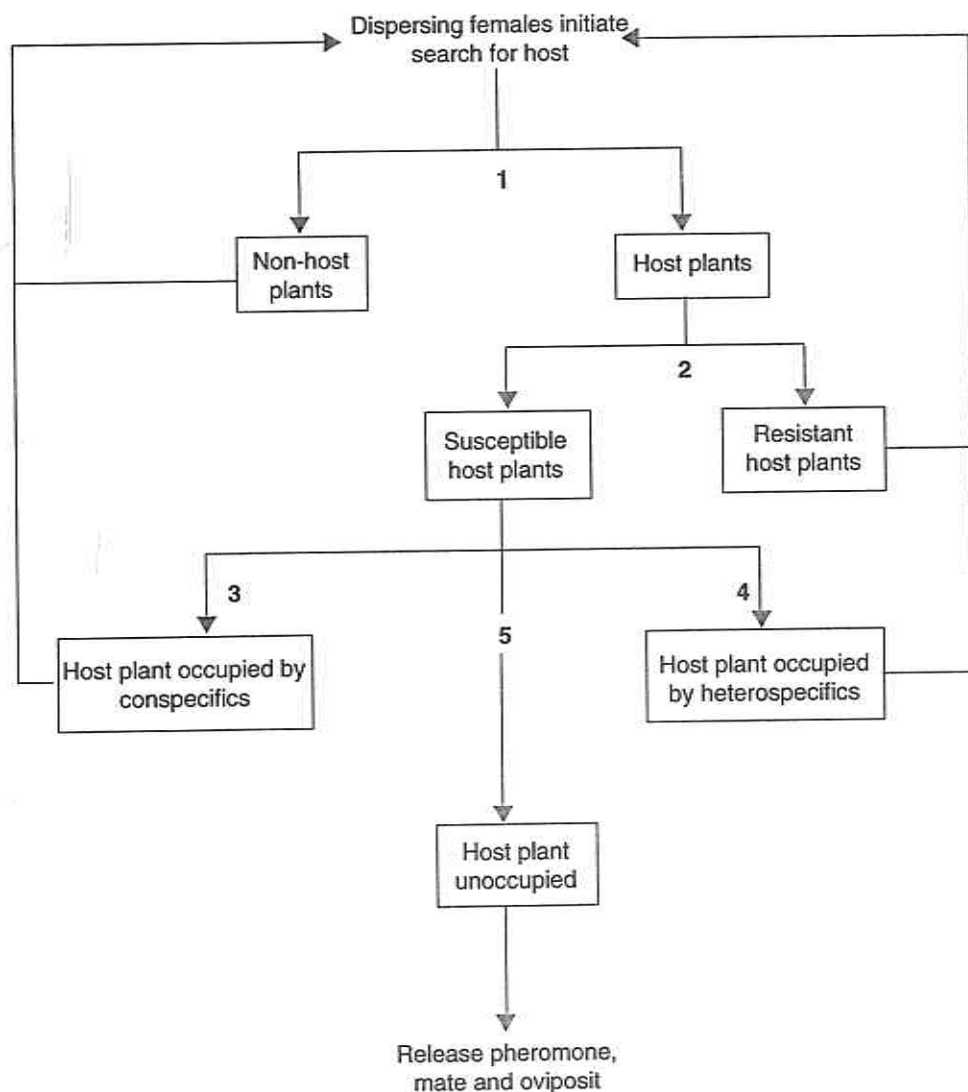 Dispersing females initiate
search for host
1
Non-host
plants
Host plants
2
Susceptible
host plants
Resistant
host plants
3
4
5
Host plant occupied by
conspecifics
Host plant occupied
by heterospecifics
Host plant
unoccupied
Release pheromone,
mate and oviposit